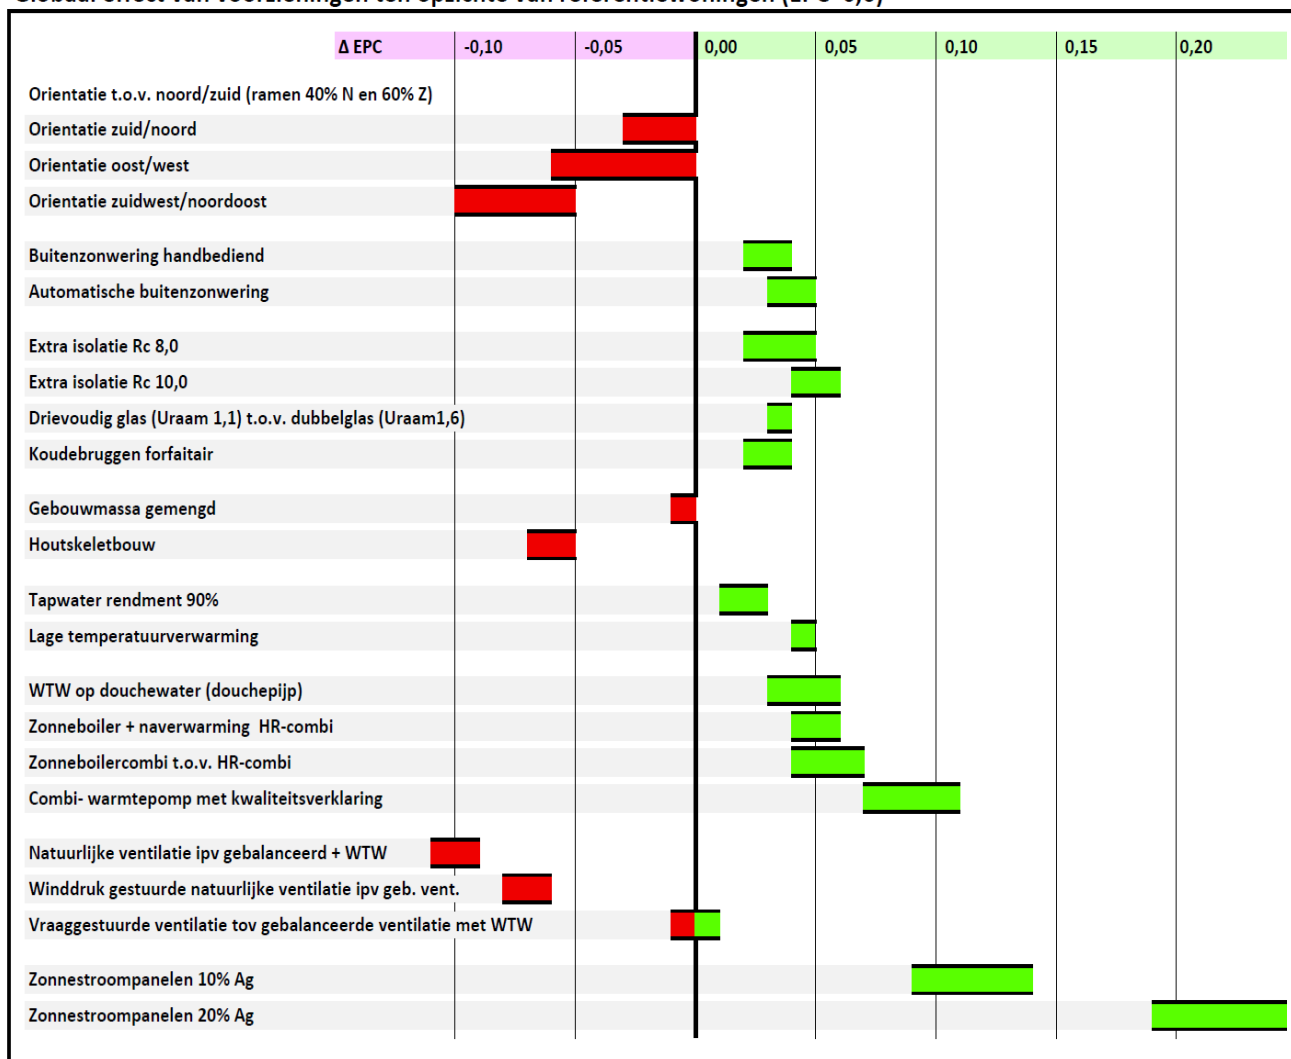 Δ EPC -0,10 -0,05 0,00 0,05 0,10 0,15 0,20
Orientatie t.o.v. noord/zuid (ramen 40% N en 60% Z)
Orientatie zuid/noord
Orientatie oost/west
Orientatie zuidwest/noordoost
Buitenzonwering handbediend
Automatische buitenzonwering
Extra isolatie Rc 8,0
Extra isolatie Rc 10,0
Drievoudig glas (Uraam 1,1) t.o.v. dubbelglas (Uraam1,6)
Koudebruggen forfaitair
Gebouwmassa gemengd
Houtskeletbouw
Tapwater rendment 90%
Lage temperatuurverwarming
WTW op douchewater (douchepijp)
Zonneboiler + naverwarming HR-combi
Zonneboilercombi t.o.v. HR-combi
Combi- warmtepomp met kwaliteitsverklaring
Natuurlijke ventilatie ipv gebalanceerd + WTW
Winddruk gestuurde natuurlijke ventilatie ipv geb. vent.
Vraaggestuurde ventilatie tov gebalanceerde ventilatie met WTW
Zonnestroompanelen 10% Ag
Zonnestroompanelen 20% Ag